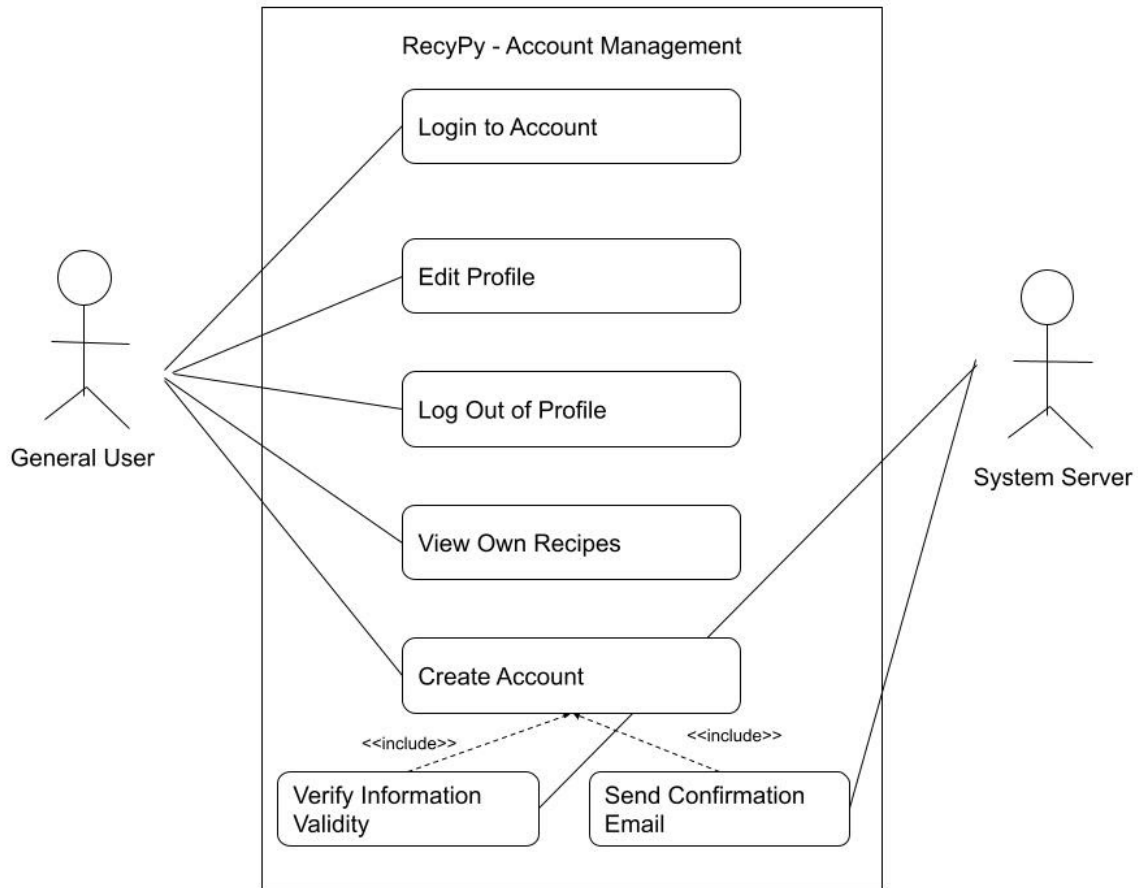 RecyPy - Account Management
Login to Account
Edit Profile
General User
Log Out of Profile
System Server
View Own Recipes
Create Account
<<include>>
<<include>>
Verify Information
Validity
Send Confirmation
Email